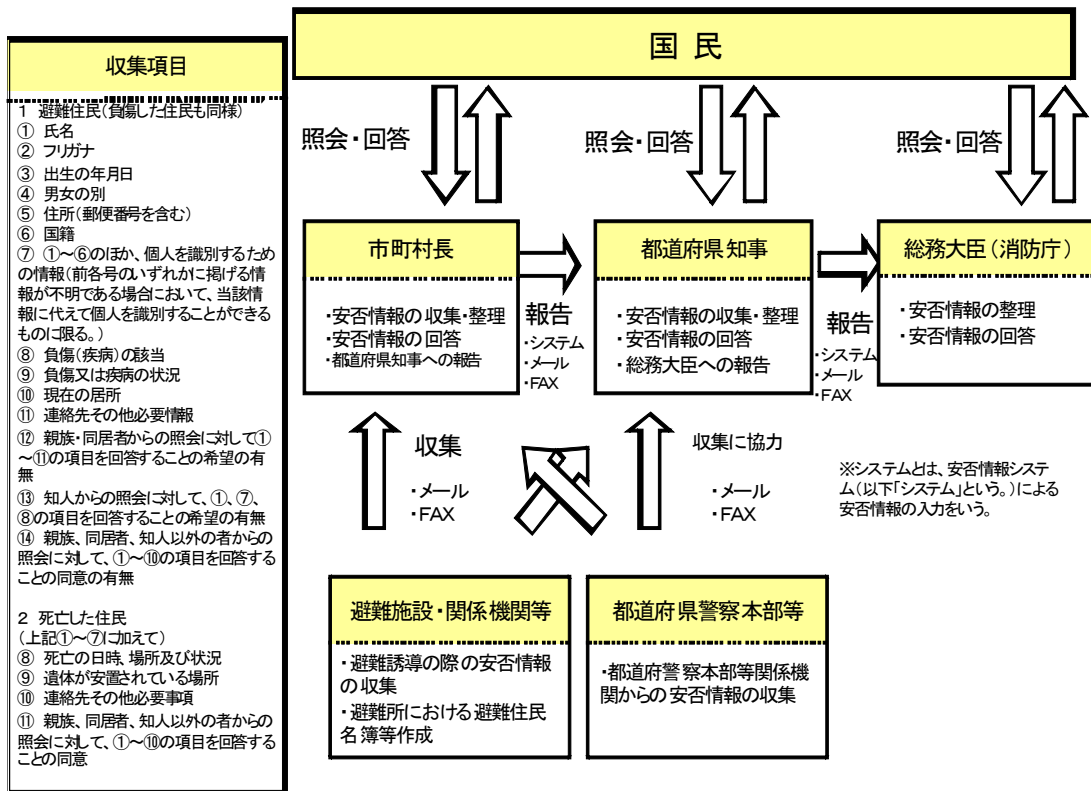 収集項目
1 避難住民(負傷した住民も同様)
① 氏名
② フリガナ
③ 出生の年月日
④ 男女の別
⑤ 住所(郵便番号を含む)
⑥ 国籍
⑦ ①～⑥のほか、個人を識別するため
の情報(前各号のいずれかに掲げる情
報が不明である場合において、当該情
報に代えて個人を識別することができる
ものに限る。)
⑧ 負傷(疾病)の該当
⑨ 負傷又は疾病の状況
⑩ 現在の居所
⑪ 連絡先その他必要情報
⑫ 親族・同居者からの照会に対して①
～⑪の項目を回答することの希望の有
無
⑬ 知人からの照会に対して、①、⑦、
⑧の項目を回答することの希望の有無
⑭ 親族、同居者、知人以外の者からの
照会に対して、①～⑩の項目を回答する
ことの同意の有無
2 死亡した住民
(上記①～⑦に加えて)
⑧ 死亡の日時、場所及び状況
⑨ 遺体が安置されている場所
⑩ 連絡先その他必要事項
⑪ 親族、同居者、知人以外の者からの
照会に対して、①～⑩の項目を回答する
ことの同意
国民
照会・回答
照会・回答
照会・回答
市町村長
・安否情報の収集・整理
・安否情報の回答
・都道府県知事への報告
報告
・システム
・メール
・FAX
都道府県知事
・安否情報の収集・整理
・安否情報の回答
・総務大臣への報告
報告
・システム
・メール
・FAX
総務大臣(消防庁)
・安否情報の整理
・安否情報の回答
収集
・メール
・FAX
収集に協力
・メール
・FAX
※システムとは、安否情報システ
ム(以下「システム」という。)による
安否情報の入力をいう。
避難施設・関係機関等
・避難誘導の際の安否情報
の収集
・避難所における避難住民
名簿等作成
都道府県警察本部等
・都道府警察本部等関係機
関からの安否情報の収集